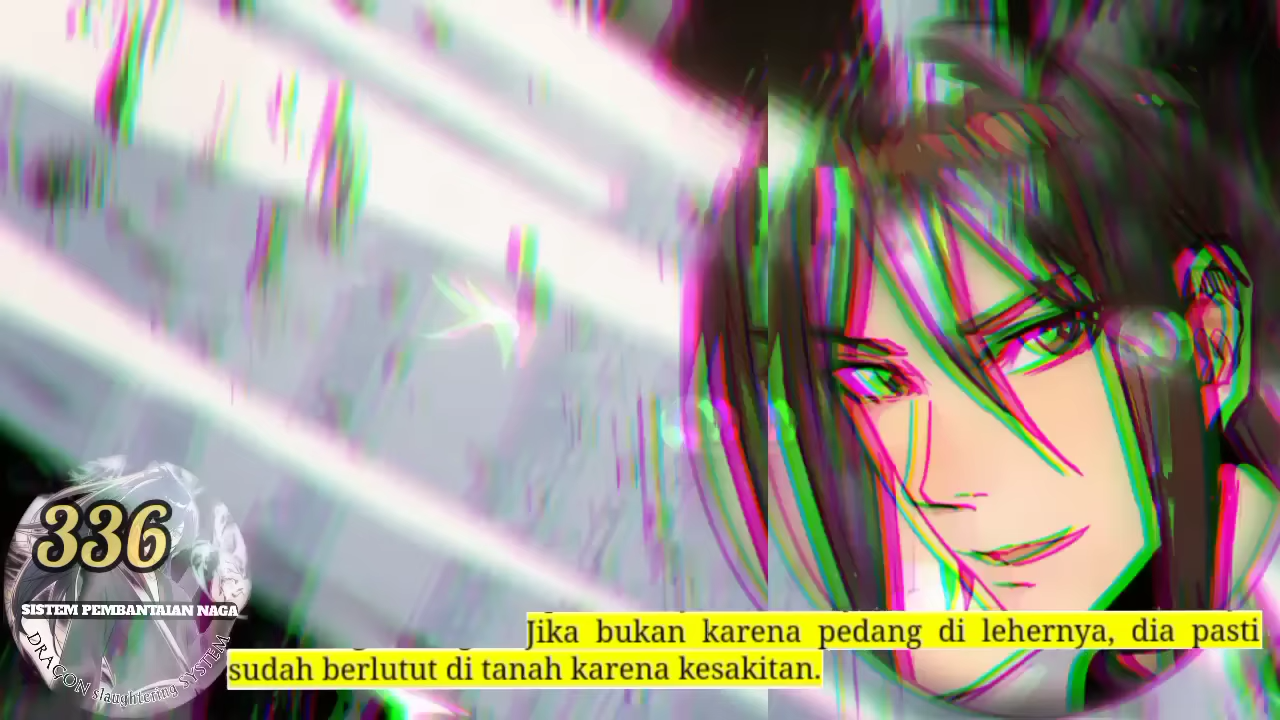 336
SISTEM PEMBANTAIAN NAGA
DRAGON slaughtering SYSTEM
Jika bukan karena pedang di lehernya, dia pasti
sudah berlutut di tanah karena kesakitan.